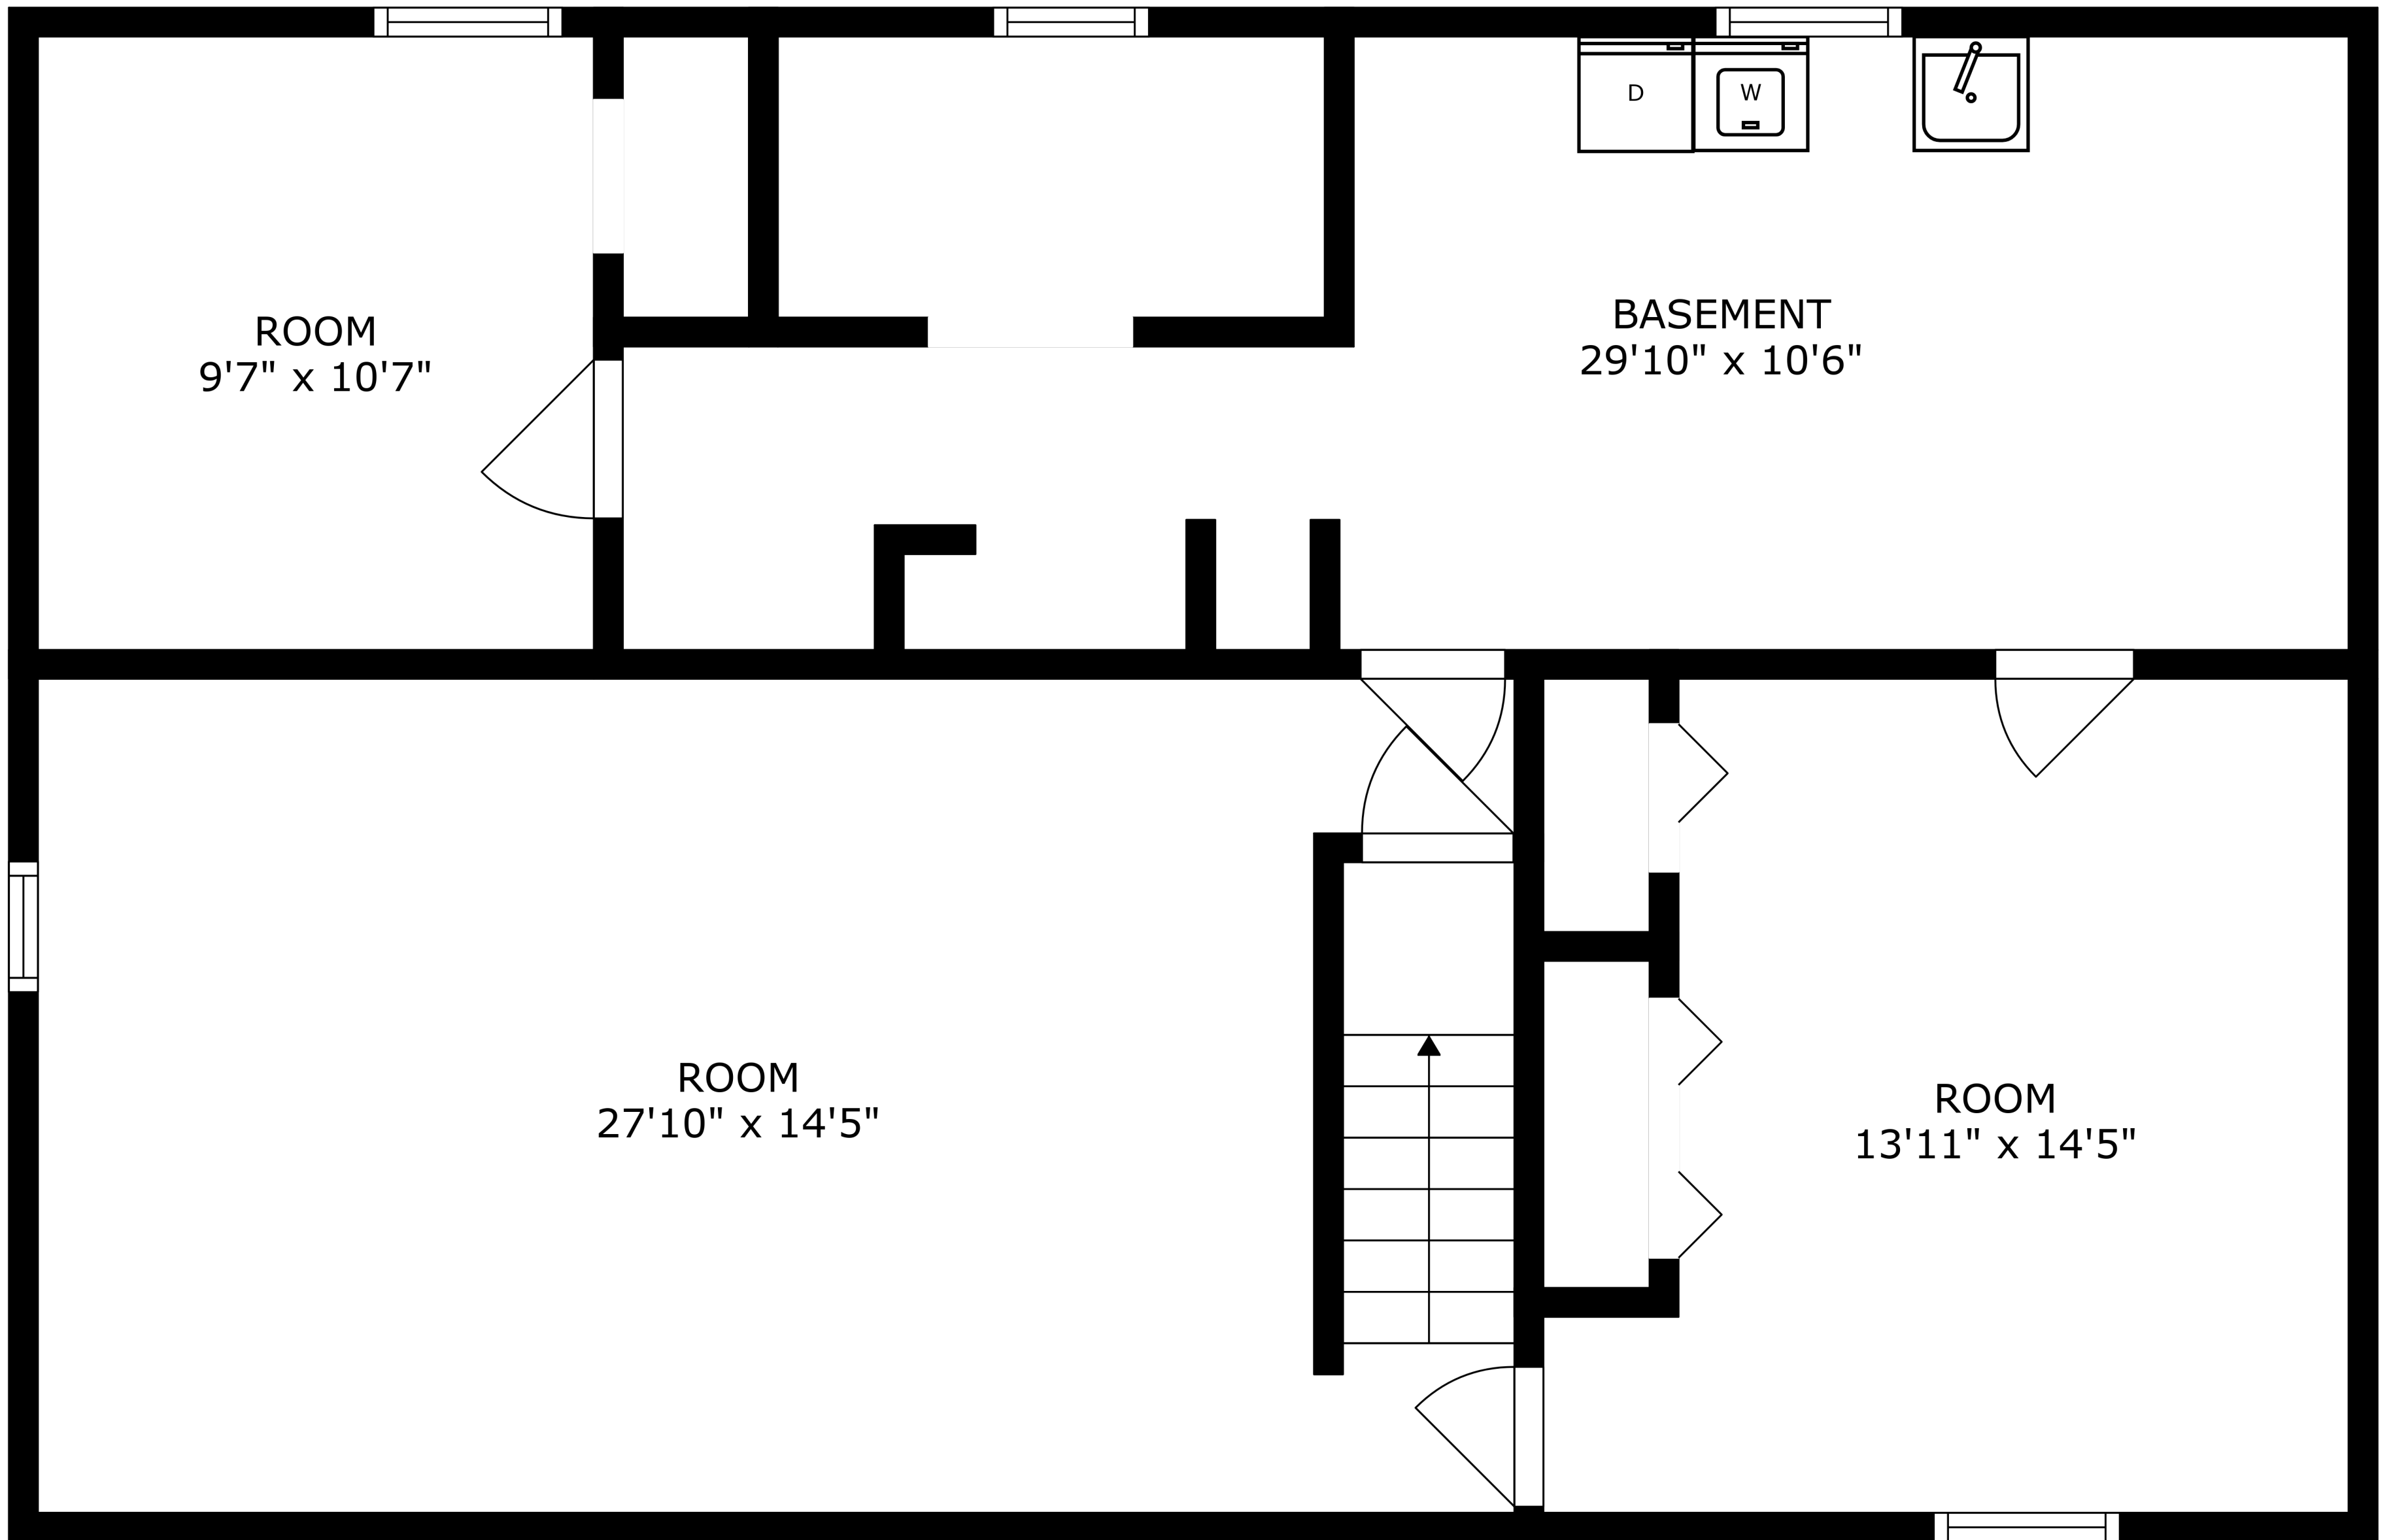 D
W
ROOM
9'7" x 10'7"
BASEMENT
29'10" x 10'6"
ROOM
27'10" x 14'5"
ROOM
13'11" x 14'5"